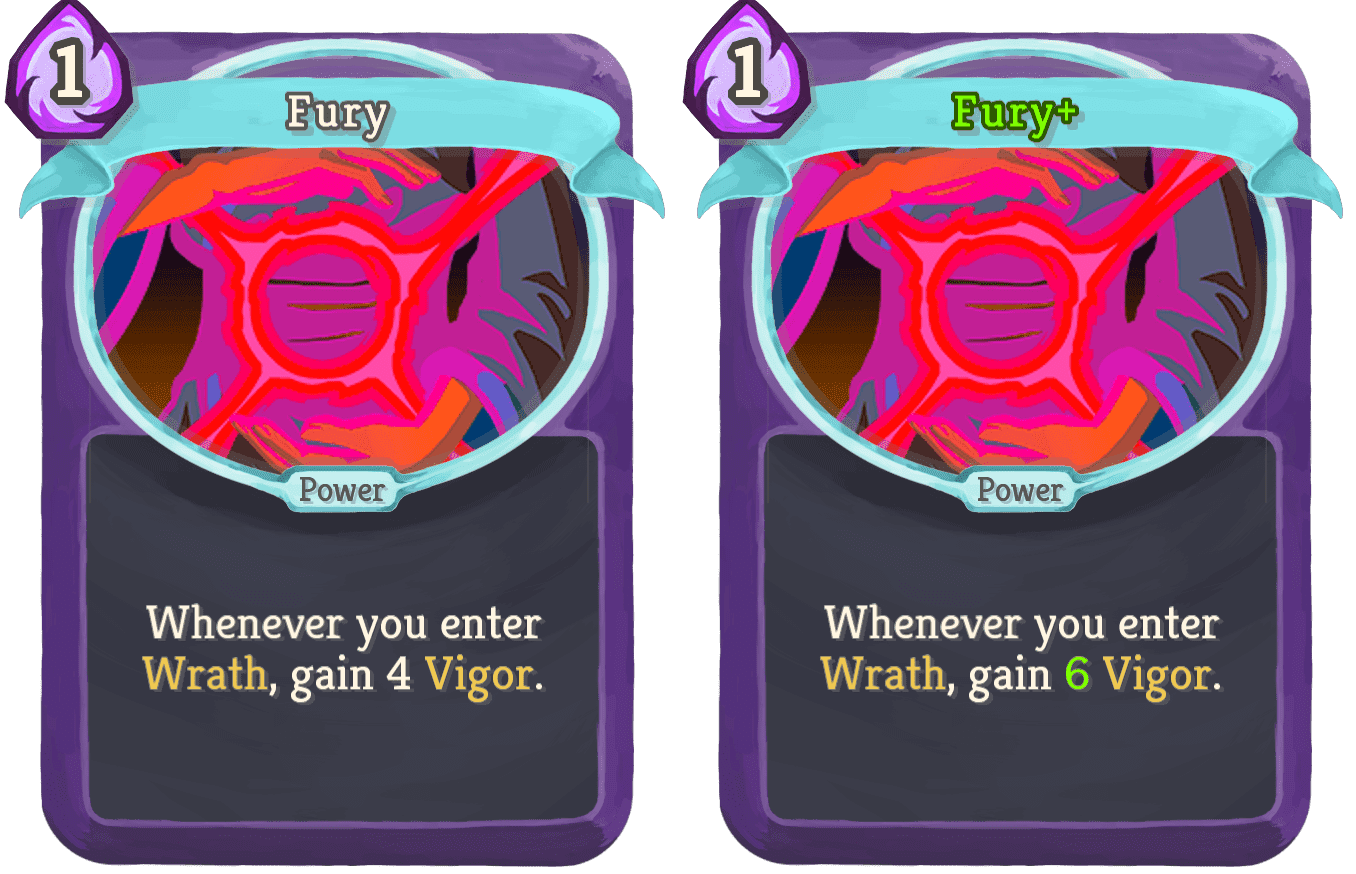 1
Fury
Power
Whenever you enter
Wrath, gain 4 Vigor.
1
Fury+
Power
Whenever you enter
Wrath, gain 6 Vigor.